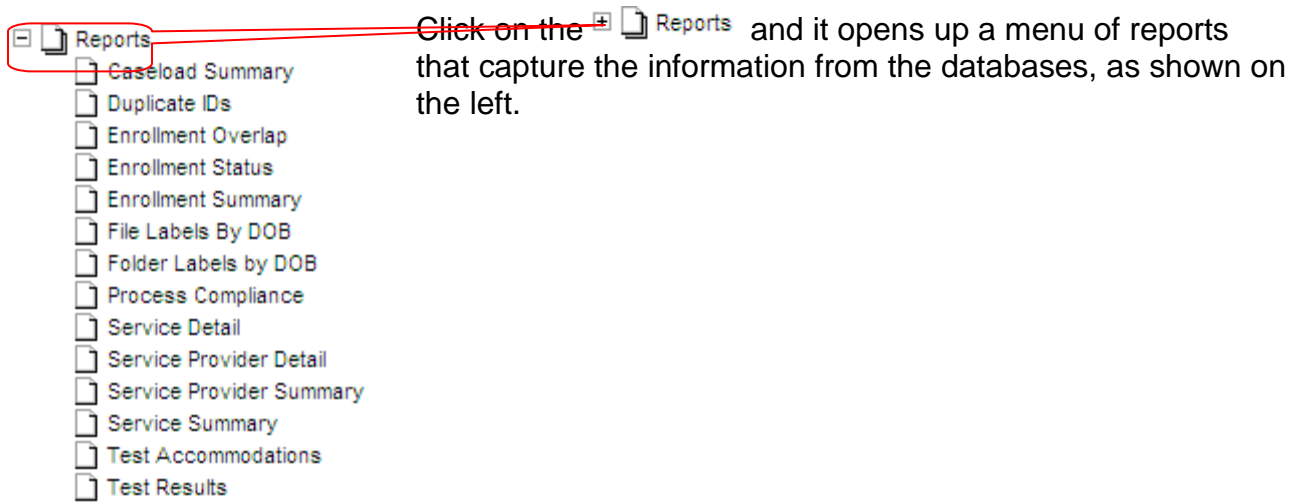 Reports
Caseload Summary
Duplicate IDs
Enrollment Overlap
Enrollment Status
Enrollment Summary
File Labels By DOB
Folder Labels by DOB
Process Compliance
Service Detail
Service Provider Detail
Service Provider Summary
Service Summary
Test Accommodations
Test Results
Click on the Reports and it opens up a menu of reports
that capture the information from the databases, as shown on
the left.